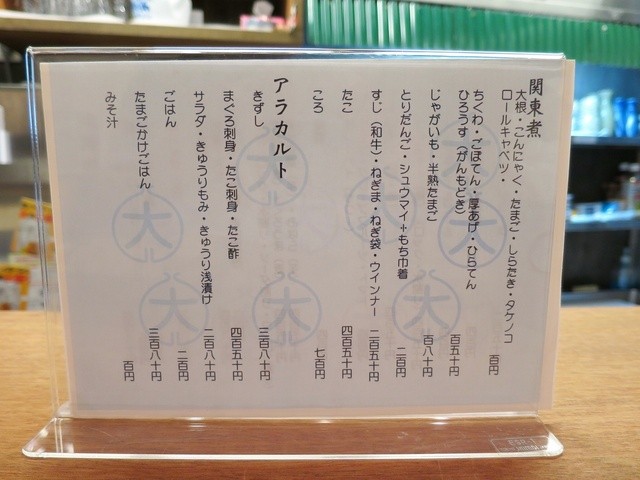 関東煮
大根・こんにゃく・たまご・しらたき・タケノコ
ロールキャベツ・ 百円
ちくわ・ごぼてん・厚あげ・ひらてん
ひろうす(がんもどき) 百五十円
じゃがいも・半熟たまご 百八十円
とりだんご・シュウマイ・もち巾着 二百円
すじ(和牛)・ねぎま・ねぎ袋・ウインナー 二百五十円
たこ 四百五十円
ころ 七百円
アラカルト
きずし 三百八十円
まぐろ刺身・たこ刺身・たこ酢 四百五十円
サラダ・きゅうりもみ・きゅうり浅漬け 二百八十円
ごはん 二百円
たまごかけごはん 三百八十円
みそ汁 百円